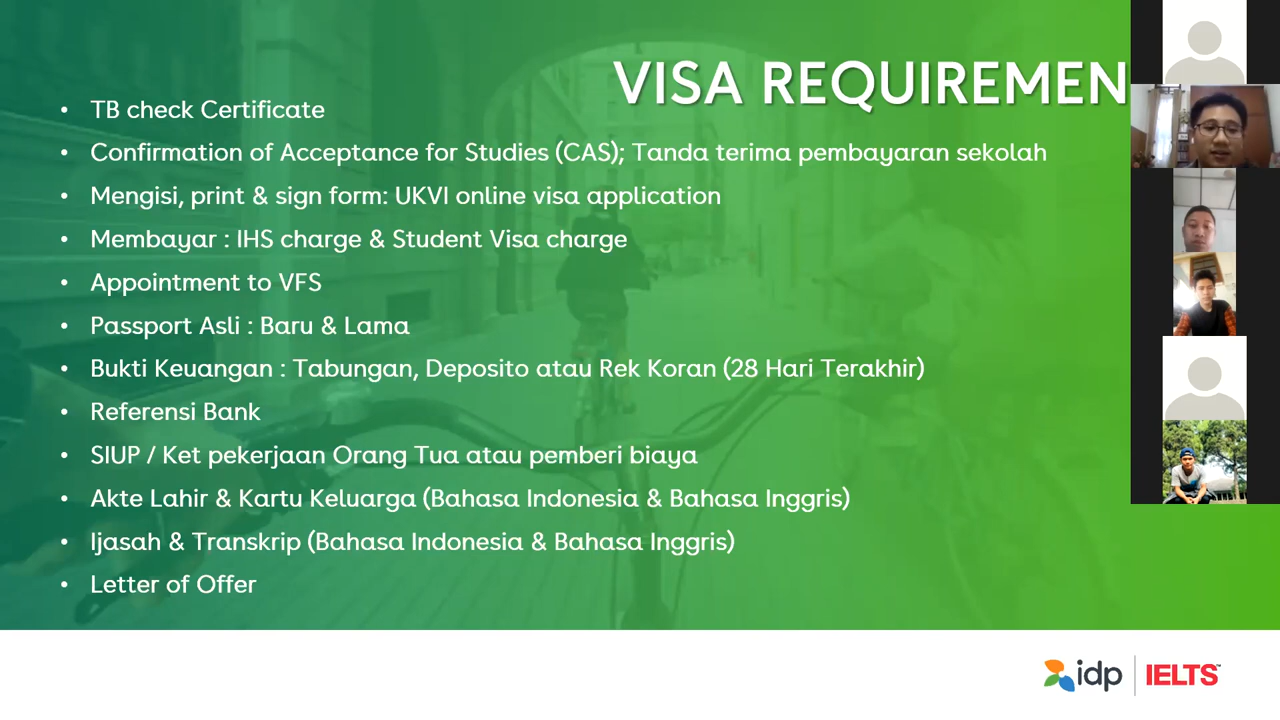 VISA REQUIREMEN
• TB check Certificate
• Confirmation of Acceptance for Studies (CAS); Tanda terima pembayaran sekolah
• Mengisi, print & sign form: UKVI online visa application
• Membayar : IHS charge & Student Visa charge
• Appointment to VFS
• Passport Asli : Baru & Lama
• Bukti Keuangan : Tabungan, Deposito atau Rek Koran (28 Hari Terakhir)
• Referensi Bank
• SIUP / Ket pekerjaan Orang Tua atau pemberi biaya
• Akte Lahir & Kartu Keluarga (Bahasa Indonesia & Bahasa Inggris)
• Ijasah & Transkrip (Bahasa Indonesia & Bahasa Inggris)
• Letter of Offer
idp | IELTS™